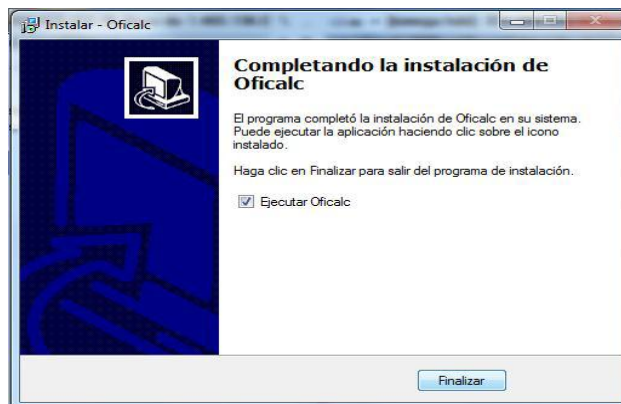 Instalar - Oficalc
Completando la instalación de
Oficalc
El programa completó la instalación de Oficalc en su sistema.
Puede ejecutar la aplicación haciendo clic sobre el icono
instalado.
Haga clic en Finalizar para salir del programa de instalación.
Ejecutar Oficalc
Finalizar